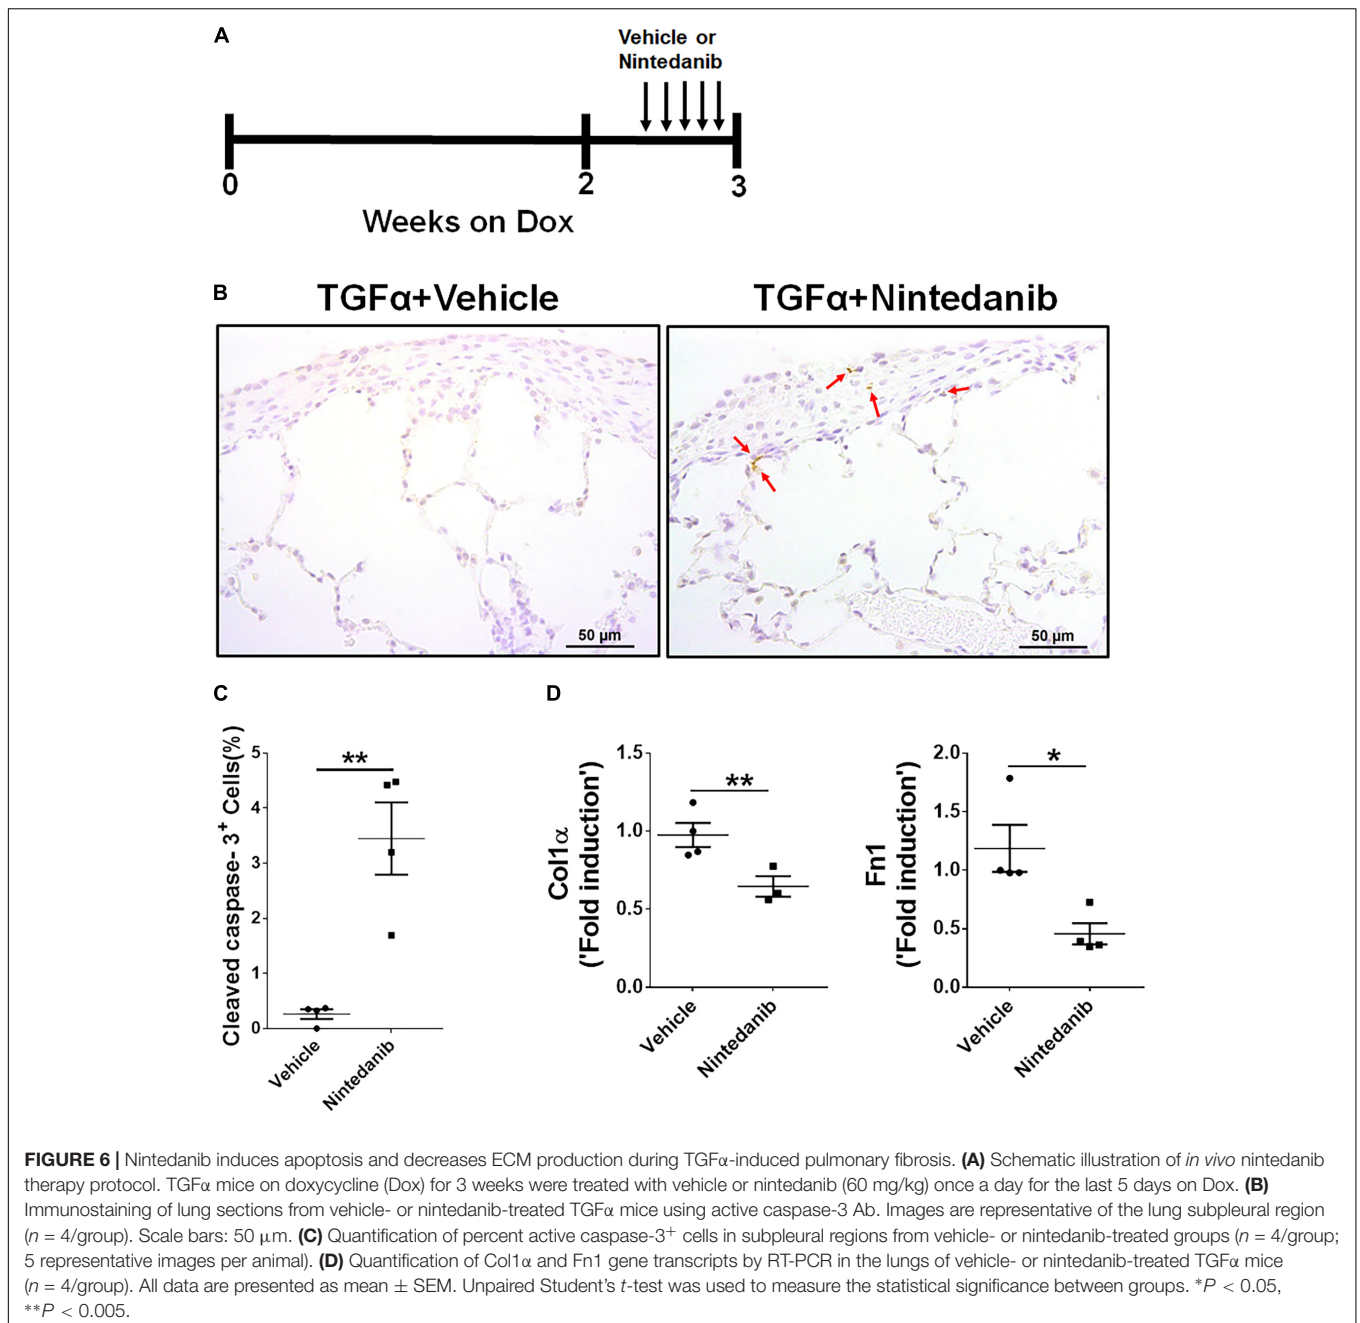 A
Vehicle or
Nintedanib
0
2
3
Weeks on Dox
B
TGFα+Vehicle
TGFα+Nintedanib
50 µm
50 µm
C
Cleaved caspase- 3+ Cells(%)
5
4
3
2
1
0
**
Vehicle
Nintedanib
D
Col1α
('Fold induction')
1.5
1.0
0.5
0.0
**
Vehicle
Nintedanib
Fn1
('Fold induction')
2.0
1.5
1.0
0.5
0.0
*
Vehicle
Nintedanib
FIGURE 6 | Nintedanib induces apoptosis and decreases ECM production during TGFα-induced pulmonary fibrosis. (A) Schematic illustration of in vivo nintedanib
therapy protocol. TGFα mice on doxycycline (Dox) for 3 weeks were treated with vehicle or nintedanib (60 mg/kg) once a day for the last 5 days on Dox. (B)
Immunostaining of lung sections from vehicle- or nintedanib-treated TGFα mice using active caspase-3 Ab. Images are representative of the lung subpleural region
(n = 4/group). Scale bars: 50 µm. (C) Quantification of percent active caspase-3+ cells in subpleural regions from vehicle- or nintedanib-treated groups (n = 4/group;
5 representative images per animal). (D) Quantification of Col1α and Fn1 gene transcripts by RT-PCR in the lungs of vehicle- or nintedanib-treated TGFα mice
(n = 4/group). All data are presented as mean ± SEM. Unpaired Student's t-test was used to measure the statistical significance between groups. *P < 0.05,
**P < 0.005.